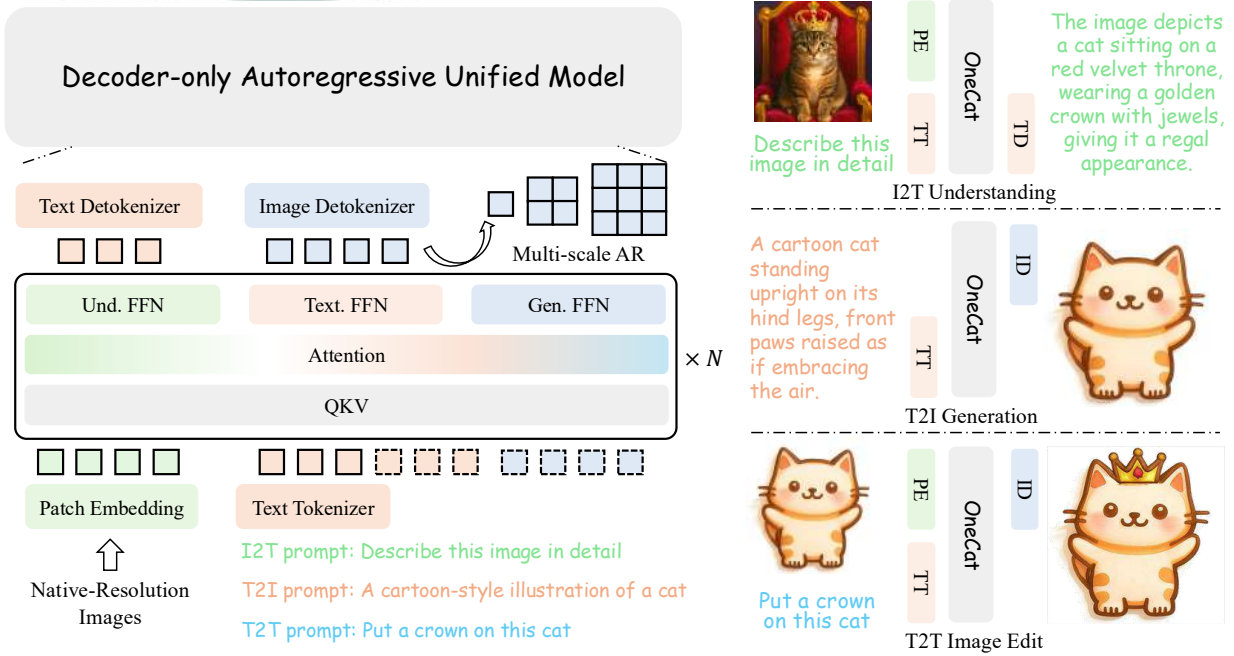 Decoder-only Autoregressive Unified Model
Text Detokenizer
Image Detokenizer
Multi-scale AR
Und. FFN
Text. FFN
Gen. FFN
Attention
× N
QKV
Patch Embedding
Text Tokenizer
Native-Resolution
Images
I2T prompt: Describe this image in detail
T2I prompt: A cartoon-style illustration of a cat
T2T prompt: Put a crown on this cat
Describe this
image in detail
PE
TT
OneCat
TD
The image depicts
a cat sitting on a
red velvet throne,
wearing a golden
crown with jewels,
giving it a regal
appearance.
I2T Understanding
A cartoon cat
standing
upright on its
hind legs, front
paws raised as
if embracing
the air.
TT
OneCat
ID
T2I Generation
Put a crown
on this cat
PE
TT
OneCat
ID
T2T Image Edit